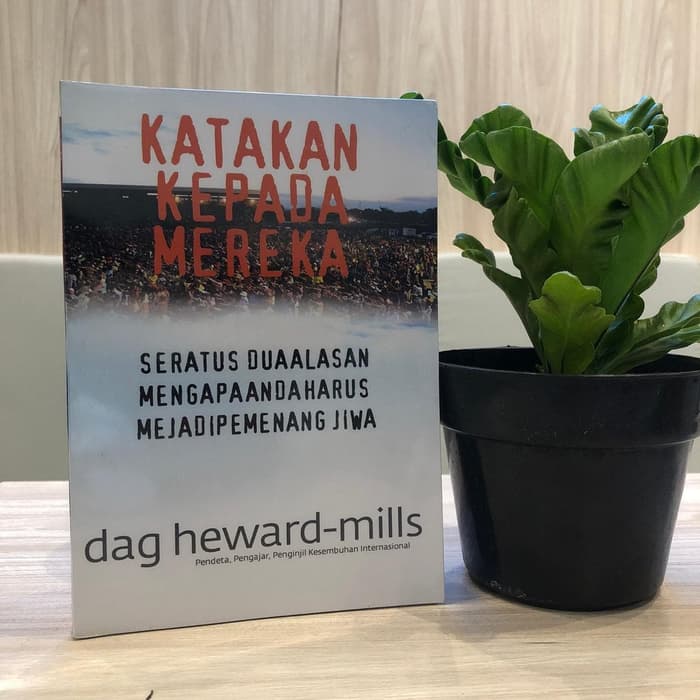 KATAKAN
KEPADA
MEREKA
SERATUS DUAALASAN
MENGAPAANDAHARUS
MEJADIPEMENANG JIWA
dag heward-mills
Pendeta, Pengajar, Penginjil Kesembuhan Internasional